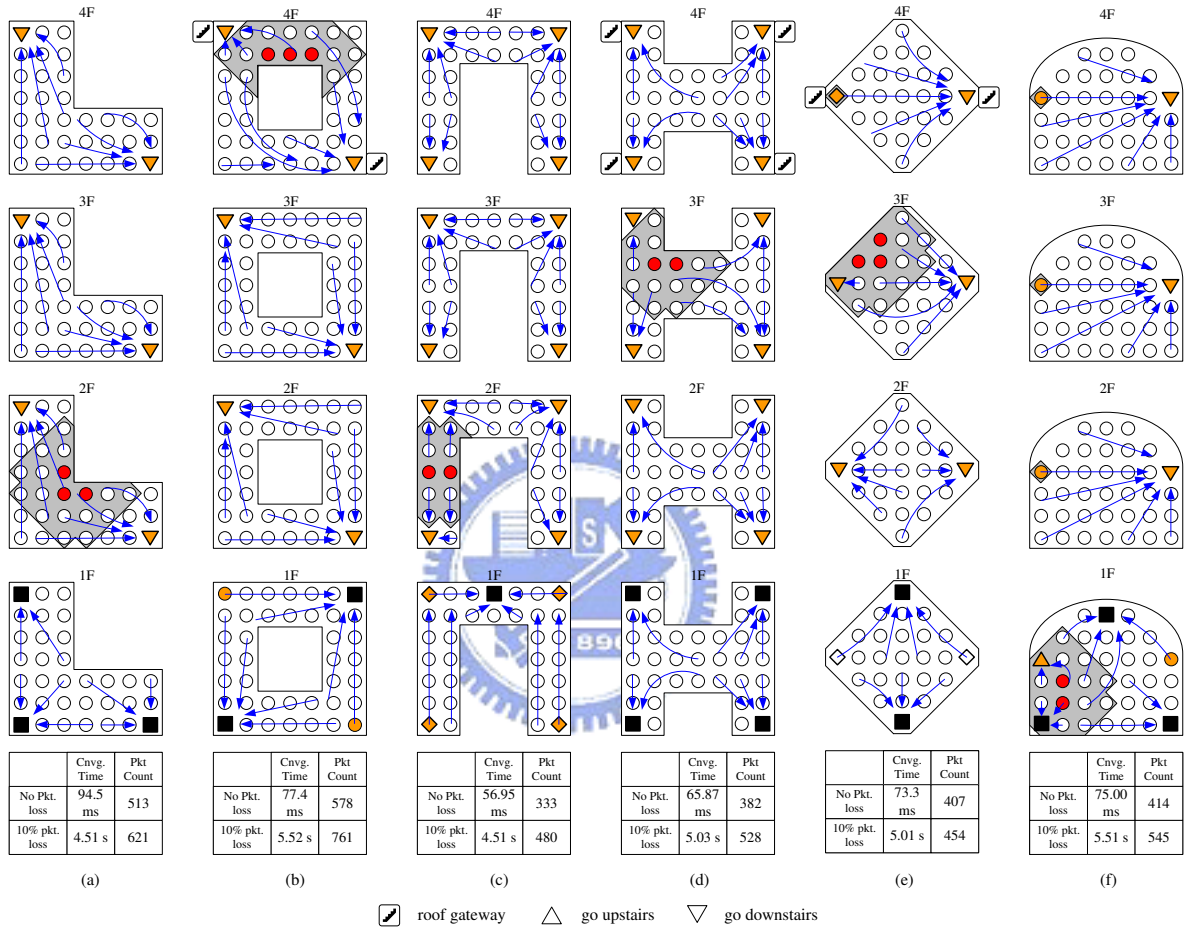 4F 4F 4F 4F 4F 4F
3F 3F 3F 3F 3F 3F
2F 2F 2F 2F 2F 2F
S
1F 1F 1F 1F 1F 1F
890
Cnvg. Time Pkt Count
No Pkt. loss 94.5 ms 513
10% pkt. loss 4.51 s 621
Cnvg. Time Pkt Count
No Pkt. loss 77.4 ms 578
10% pkt. loss 5.52 s 761
Cnvg. Time Pkt Count
No Pkt. loss 56.95 ms 333
10% pkt. loss 4.51 s 480
Cnvg. Time Pkt Count
No Pkt. loss 65.87 ms 382
10% pkt. loss 5.03 s 528
Cnvg. Time Pkt Count
No Pkt. loss 73.3 ms 407
10% pkt. loss 5.01 s 454
Cnvg. Time Pkt Count
No Pkt. loss 75.00 ms 414
10% pkt. loss 5.51 s 545
(a) (b) (c) (d) (e) (f)
roof gateway go upstairs go downstairs